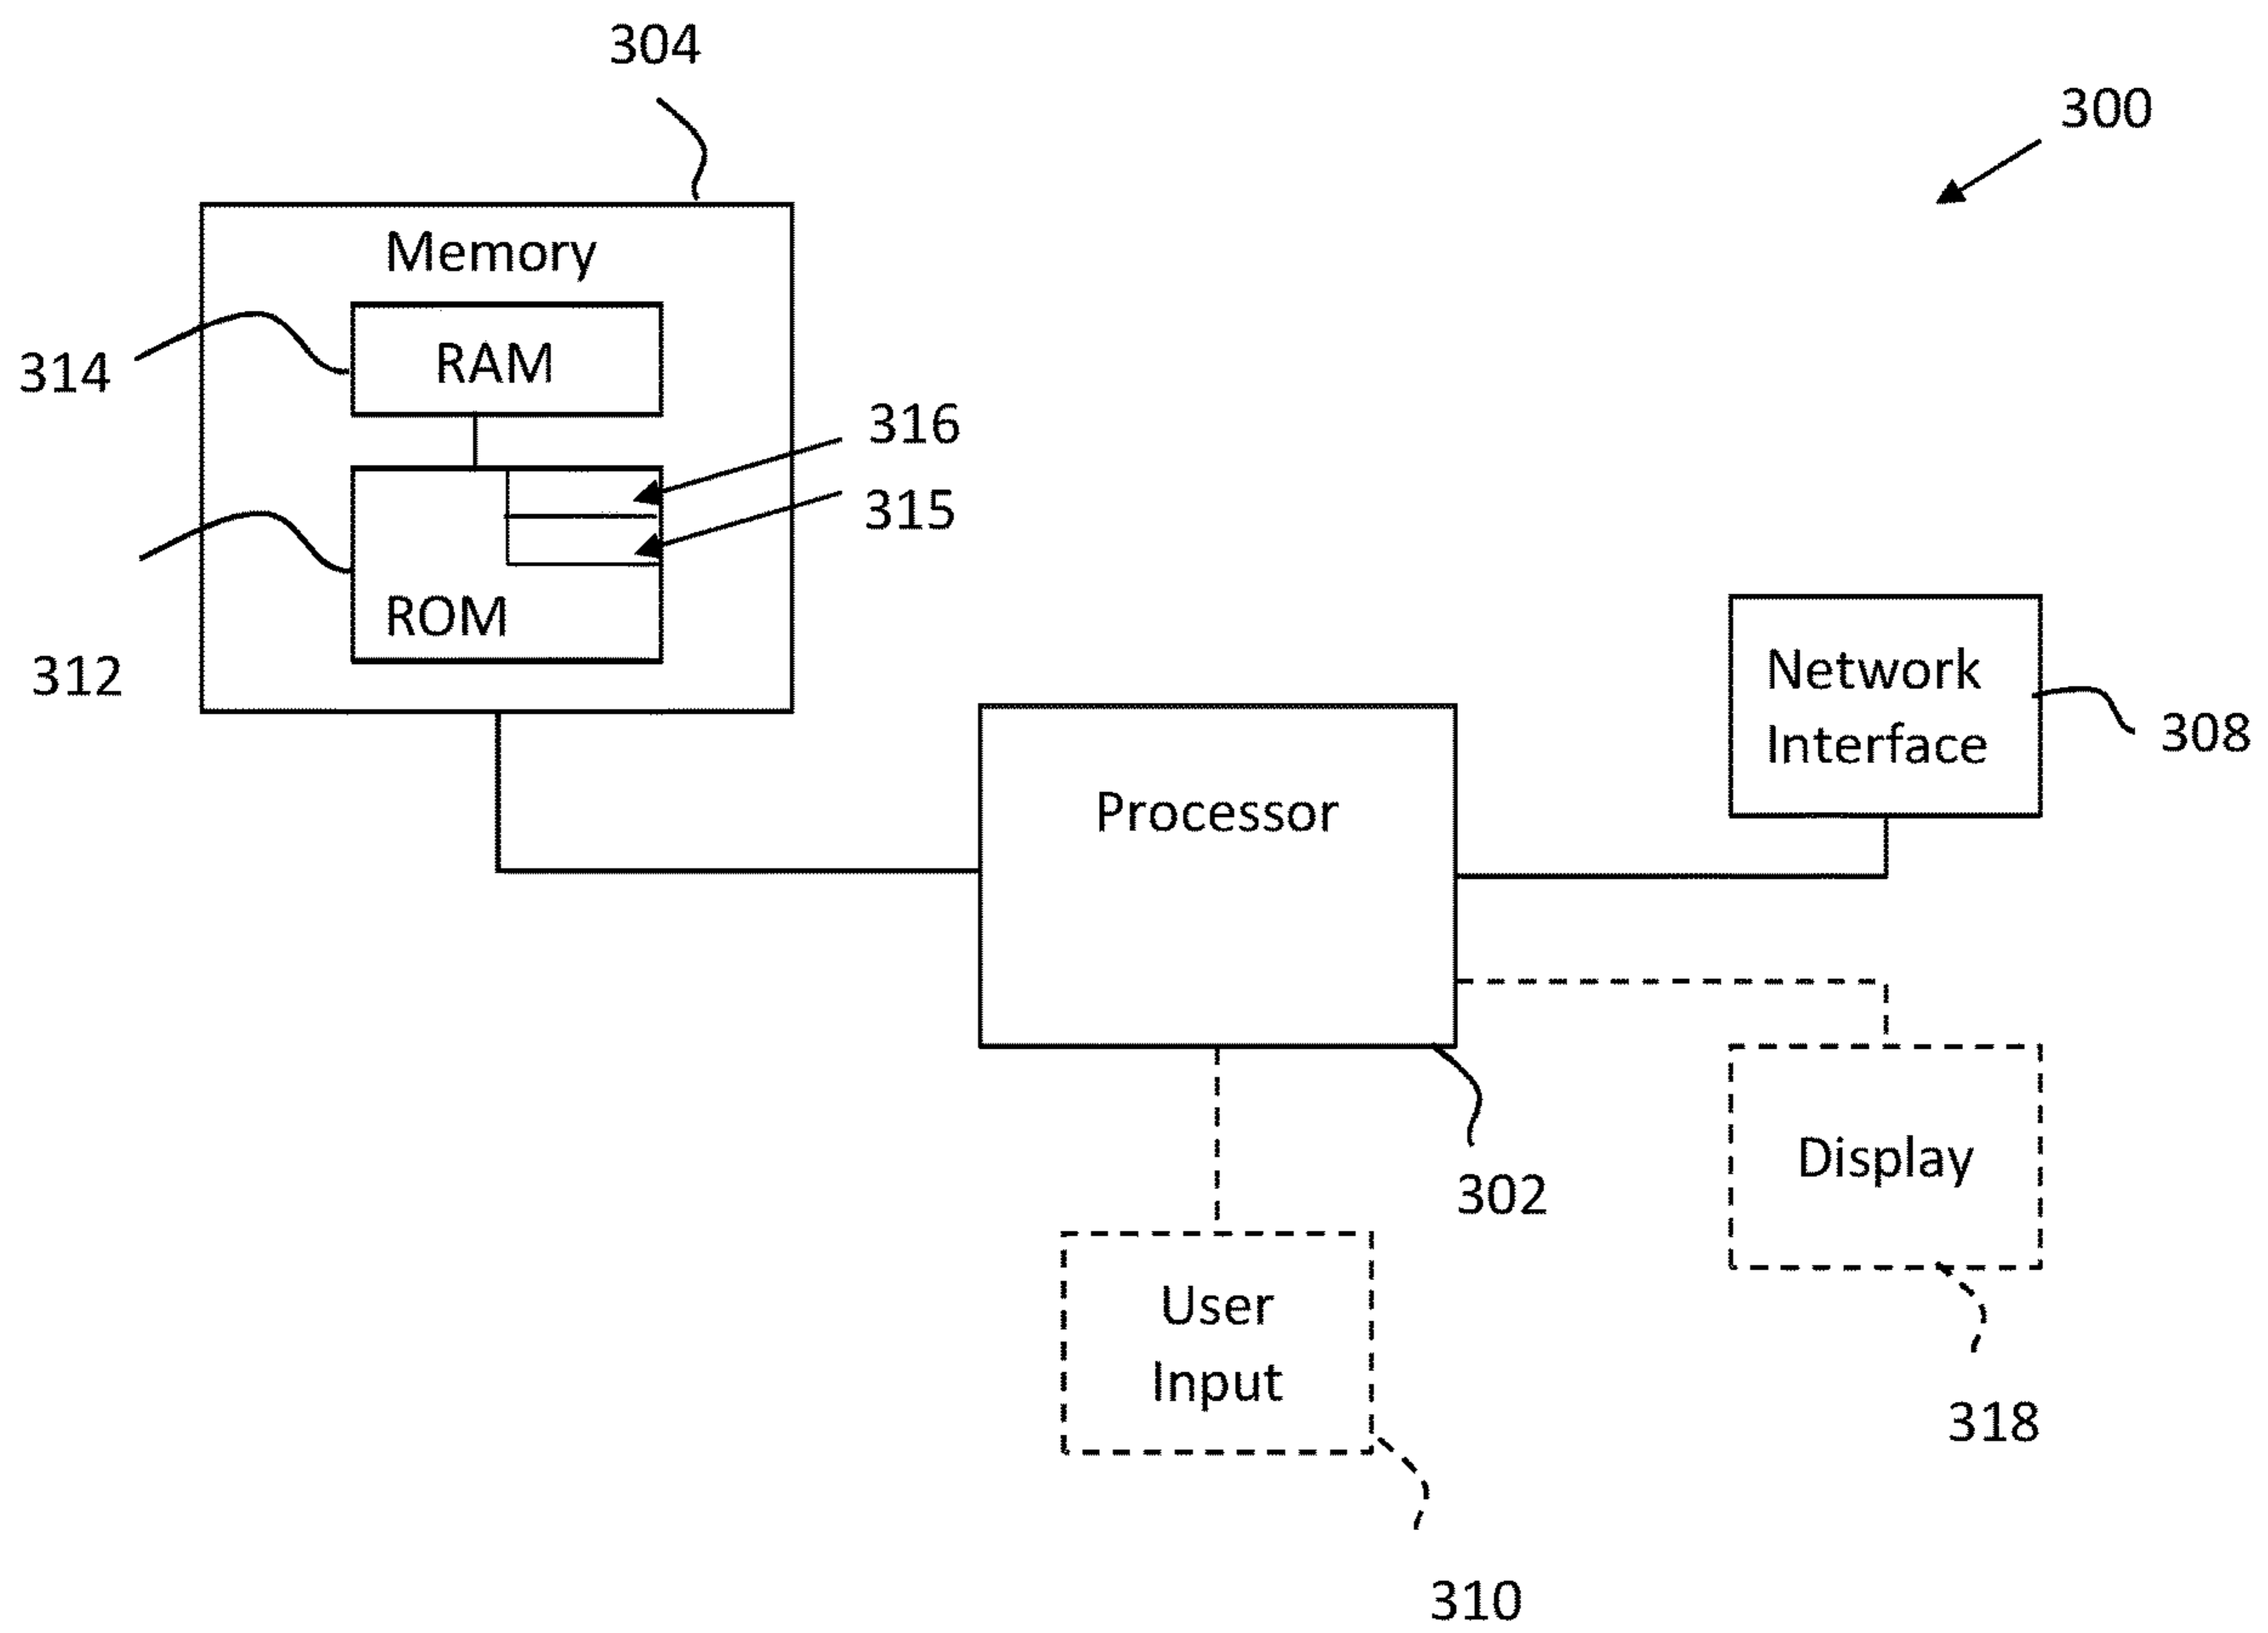 304
300
Memory
RAM
314
316
315
ROM
312
Network
Interface
308
Processor
302
Display
User
Input
318
310